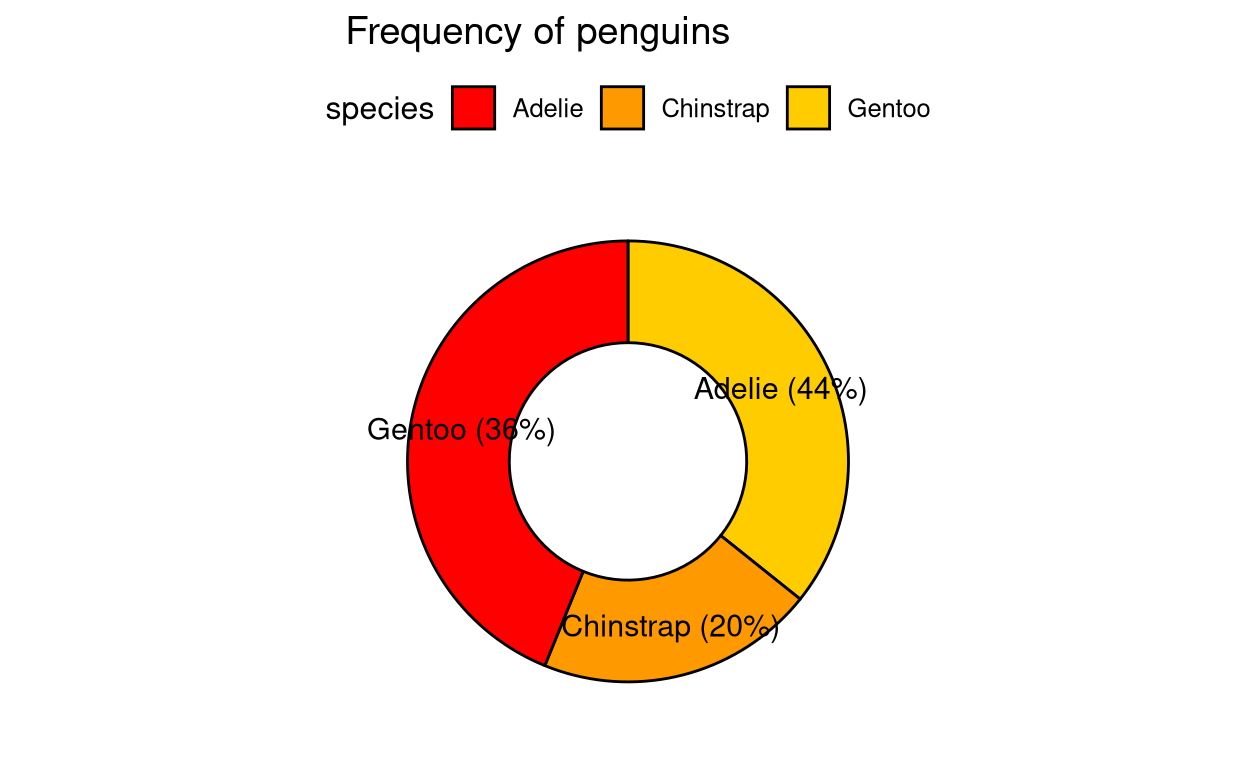 Frequency of penguins
species Adelie Chinstrap Gentoo
Adelie (44%)
Gentoo (36%)
Chinstrap (20%)